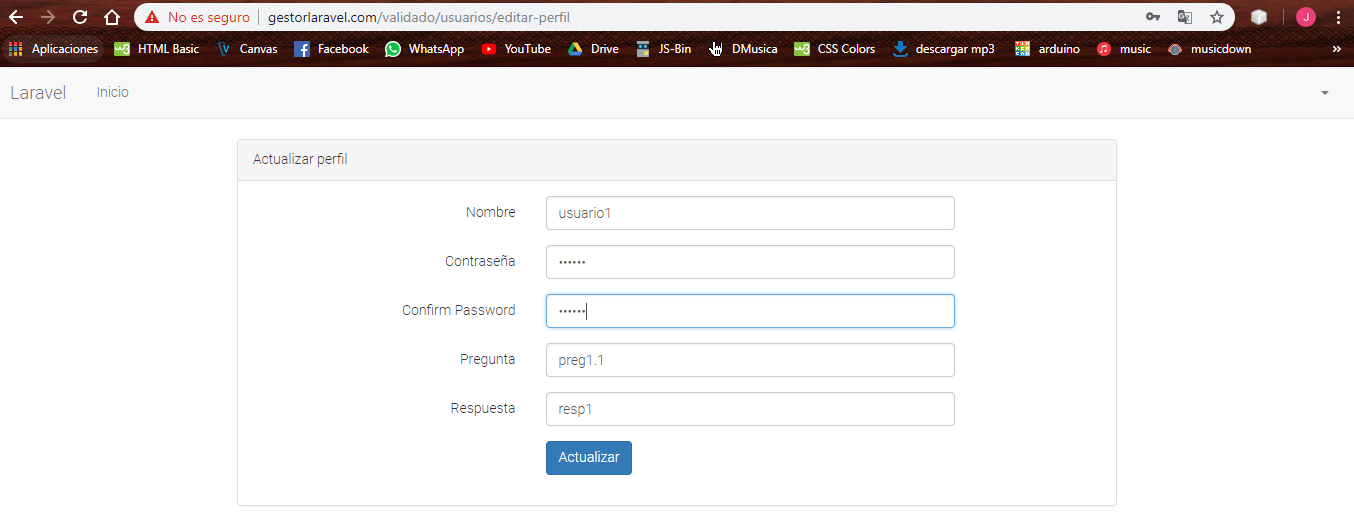 No es seguro gestorlaravel.com/validado/usuarios/editar-perfil J
Aplicaciones HTML Basic Canvas Facebook WhatsApp YouTube Drive JS-Bin DMusica CSS Colors descargar mp3 arduino music musicdown »
Laravel Inicio
Actualizar perfil
Nombre usuario1
Contraseña ••••••
Confirm Password ••••••
Pregunta preg1.1
Respuesta resp1
Actualizar